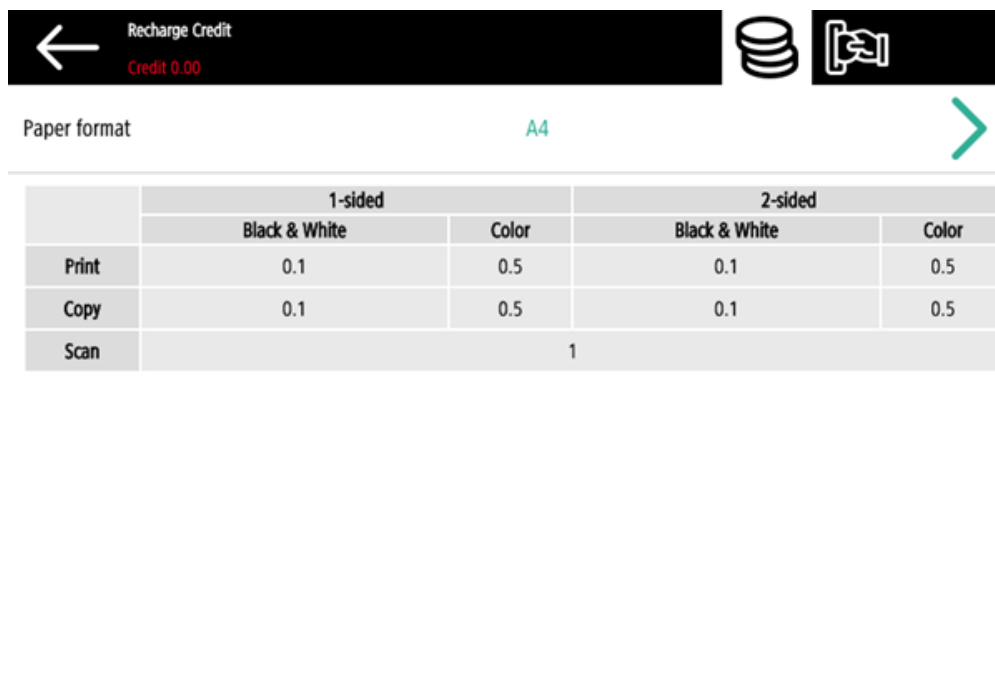 Recharge Credit
Credit 0.00
Paper format A4
1-sided 2-sided
Black & White Color Black & White Color
Print 0.1 0.5 0.1 0.5
Copy 0.1 0.5 0.1 0.5
Scan 1